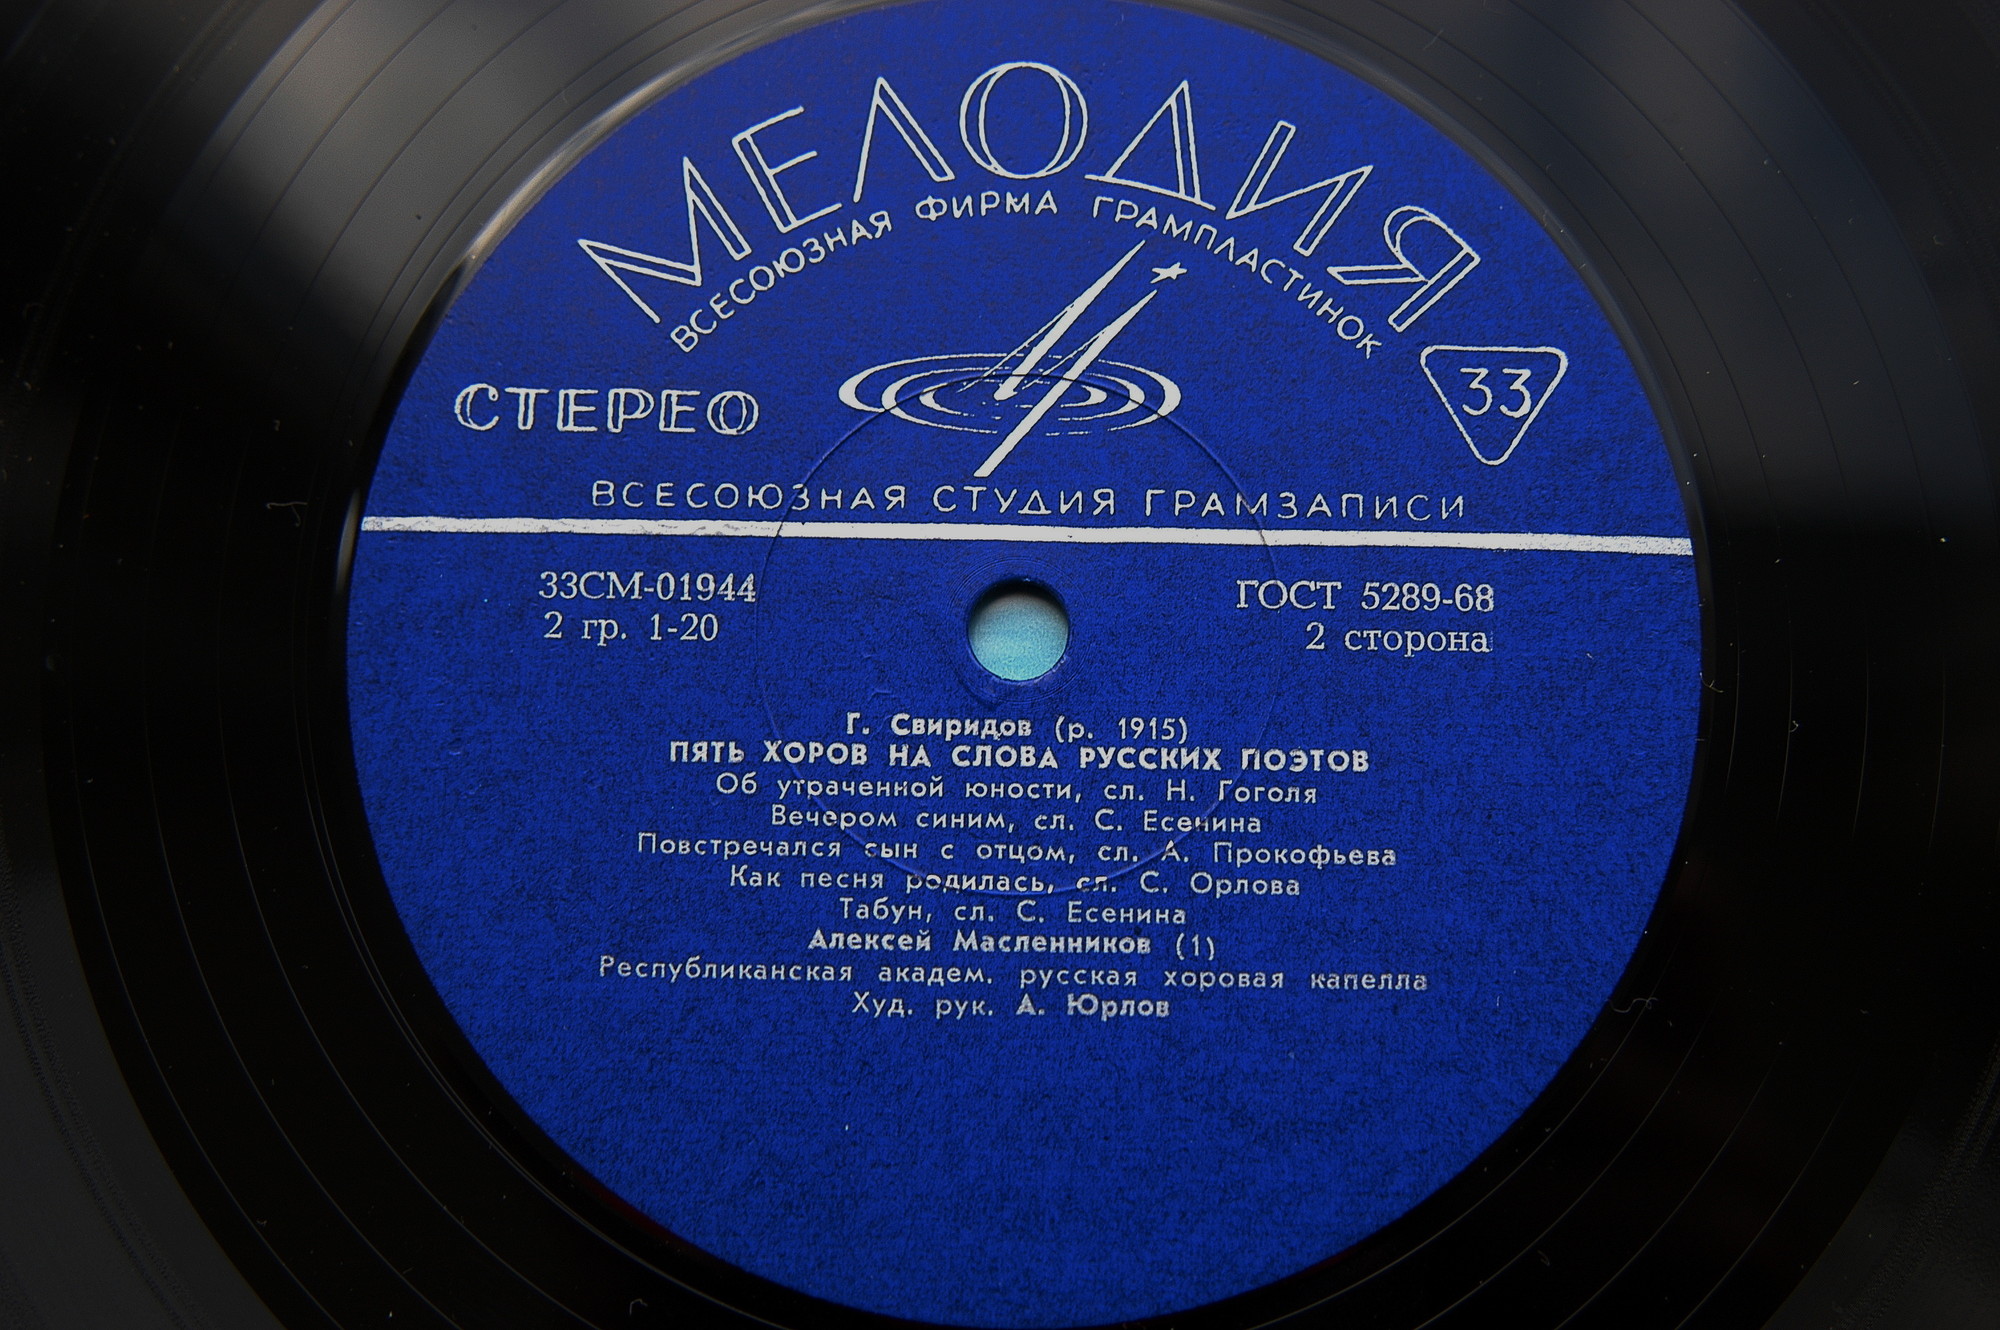 МЕЛОДИЯ
ВСЕСОЮЗНАЯ ФИРМА ГРАМПЛАСТИНОК
СТЕРЕО
33
ВСЕСОЮЗНАЯ СТУДИЯ ГРАМЗАПИСИ
33СМ-01944
ГОСТ 5289-68
2 гр. 1-20
2 сторона
Г. Свиридов (р. 1915)
ПЯТЬ ХОРОВ НА СЛОВА РУССКИХ ПОЭТОВ
Об утраченной юности, сл. Н. Гоголя
Вечером синим, сл. С. Есенина
Повстречался сын с отцом, сл. А. Прокофьева
Как песня родилась, сл. С. Орлова
Табун, сл. С. Есенина
Алексей Масленников (1)
Республиканская академ. русская хоровая капелла
Худ. рук. А. Юрлов